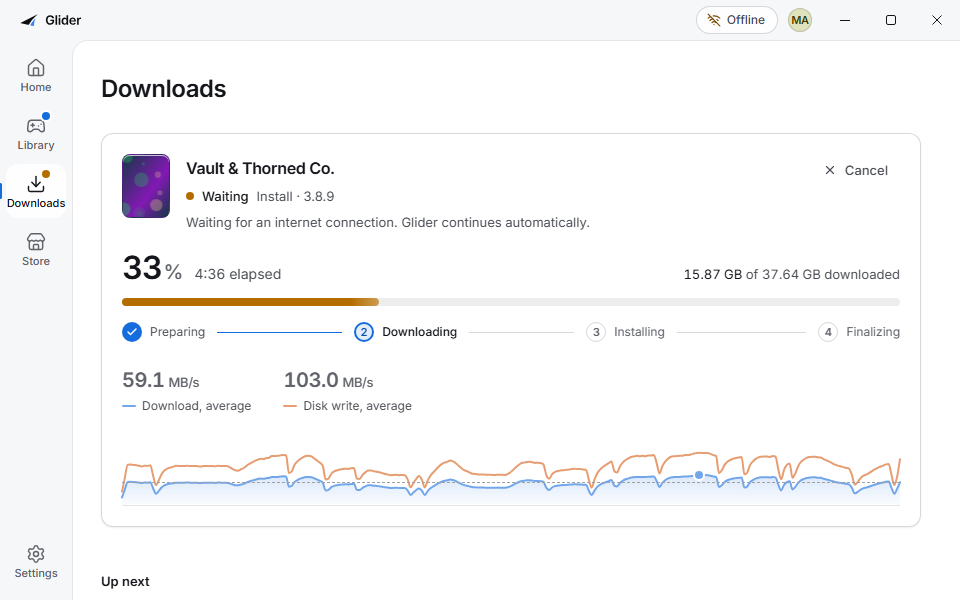 Glider
Offline
MA
Home
Library
Downloads
Store
Settings
Downloads
Vault & Thorned Co.
Cancel
Waiting Install · 3.8.9
Waiting for an internet connection. Glider continues automatically.
33% 4:36 elapsed
15.87 GB of 37.64 GB downloaded
Preparing
2 Downloading
3 Installing
4 Finalizing
59.1 MB/s
Download, average
103.0 MB/s
Disk write, average
Up next